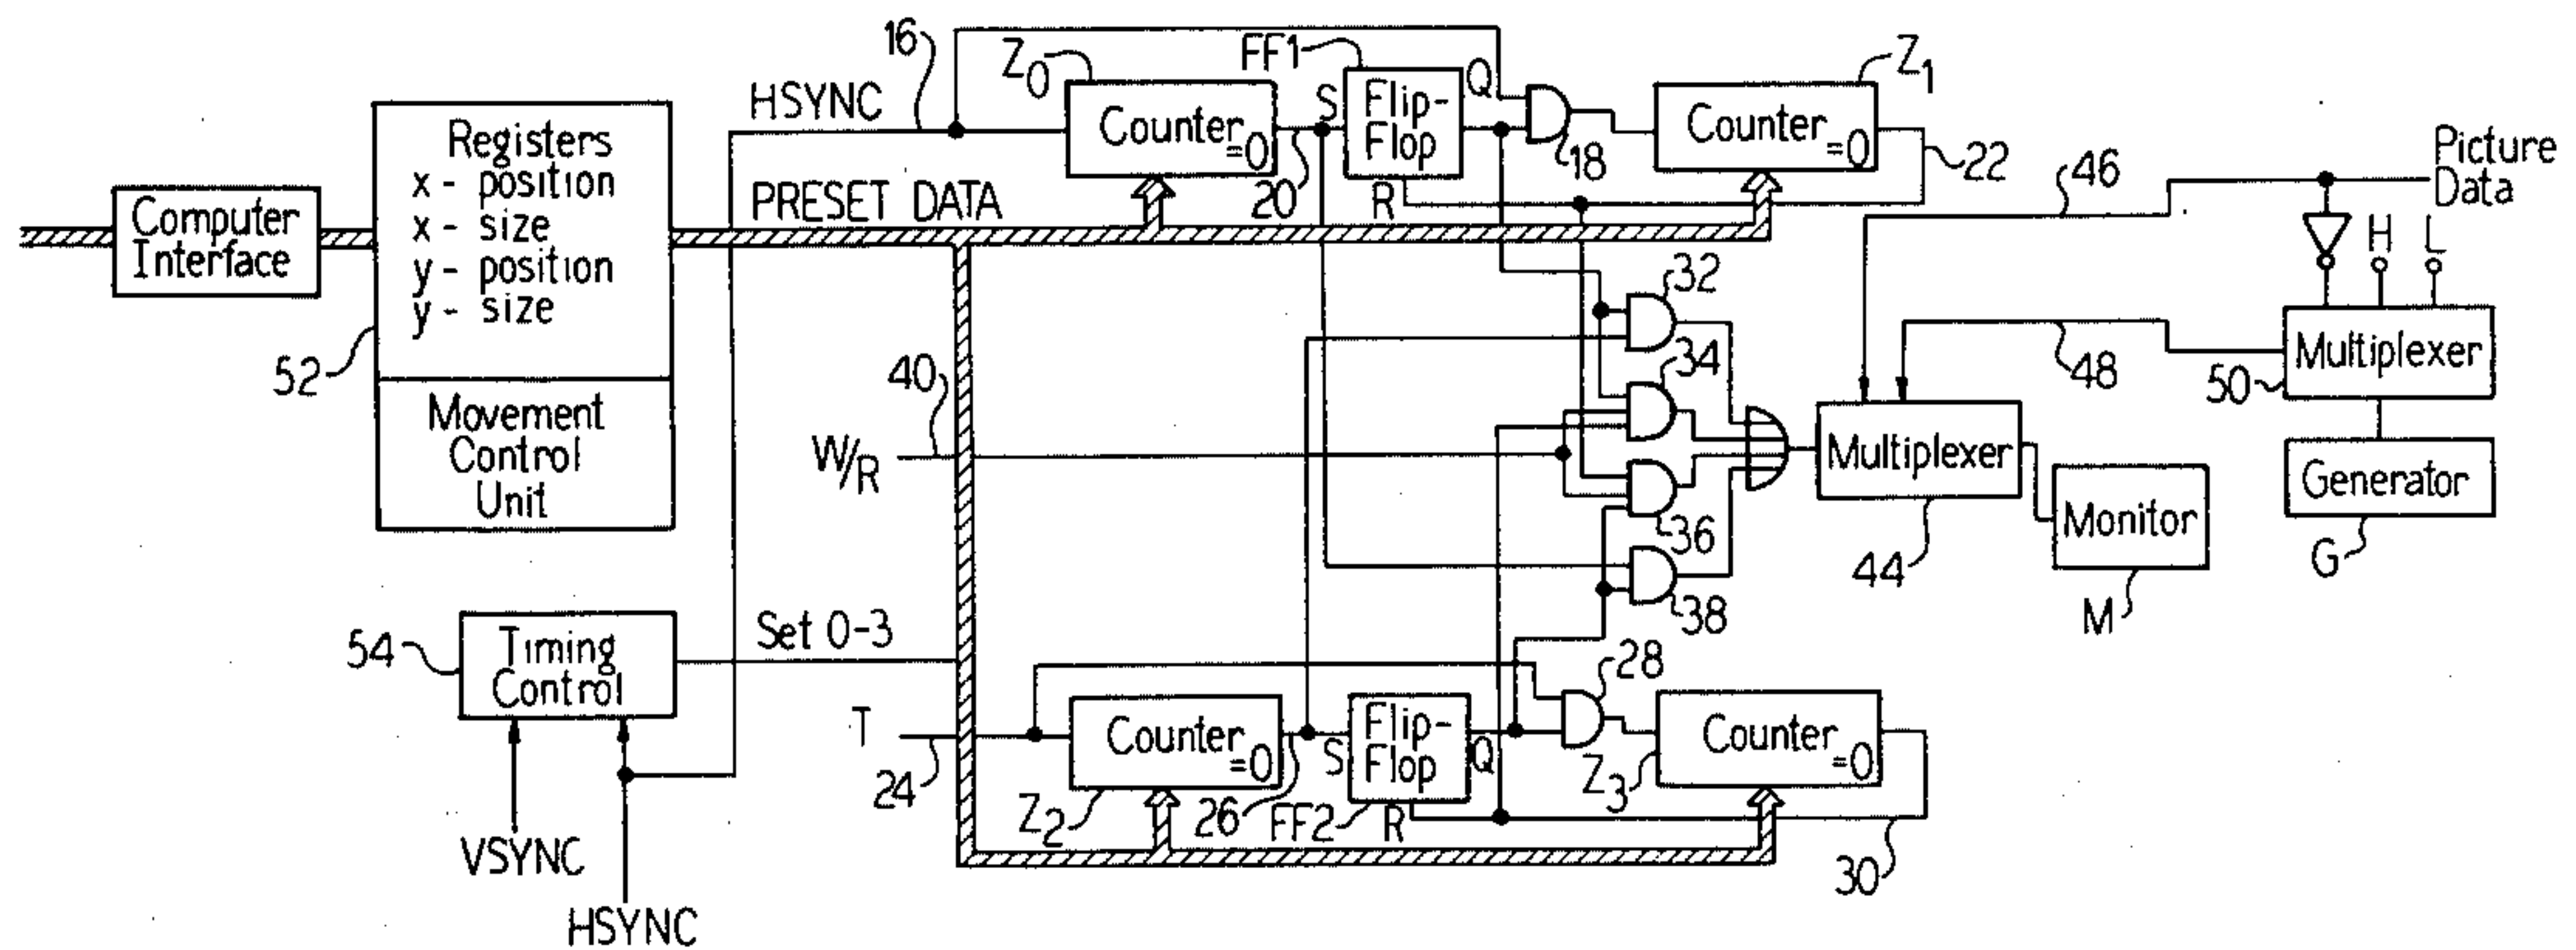 Computer
Interface
Registers
x - position
x - size
y - position
y - size
52
Movement
Control
Unit
HSYNC
16
Z0
Counter
=0
20
FF1
S
Flip-
Flop
Q
R
18
Z1
Counter
=0
22
PRESET DATA
46
Picture
Data
H
L
32
34
36
38
40
W/R
Multiplexer
44
48
Multiplexer
50
Generator
G
Monitor
M
54
Timing
Control
Set 0-3
VSYNC
HSYNC
T
24
Counter
=0
Z2
26
S
Flip-
Flop
Q
FF2
R
28
Z3
Counter
=0
30